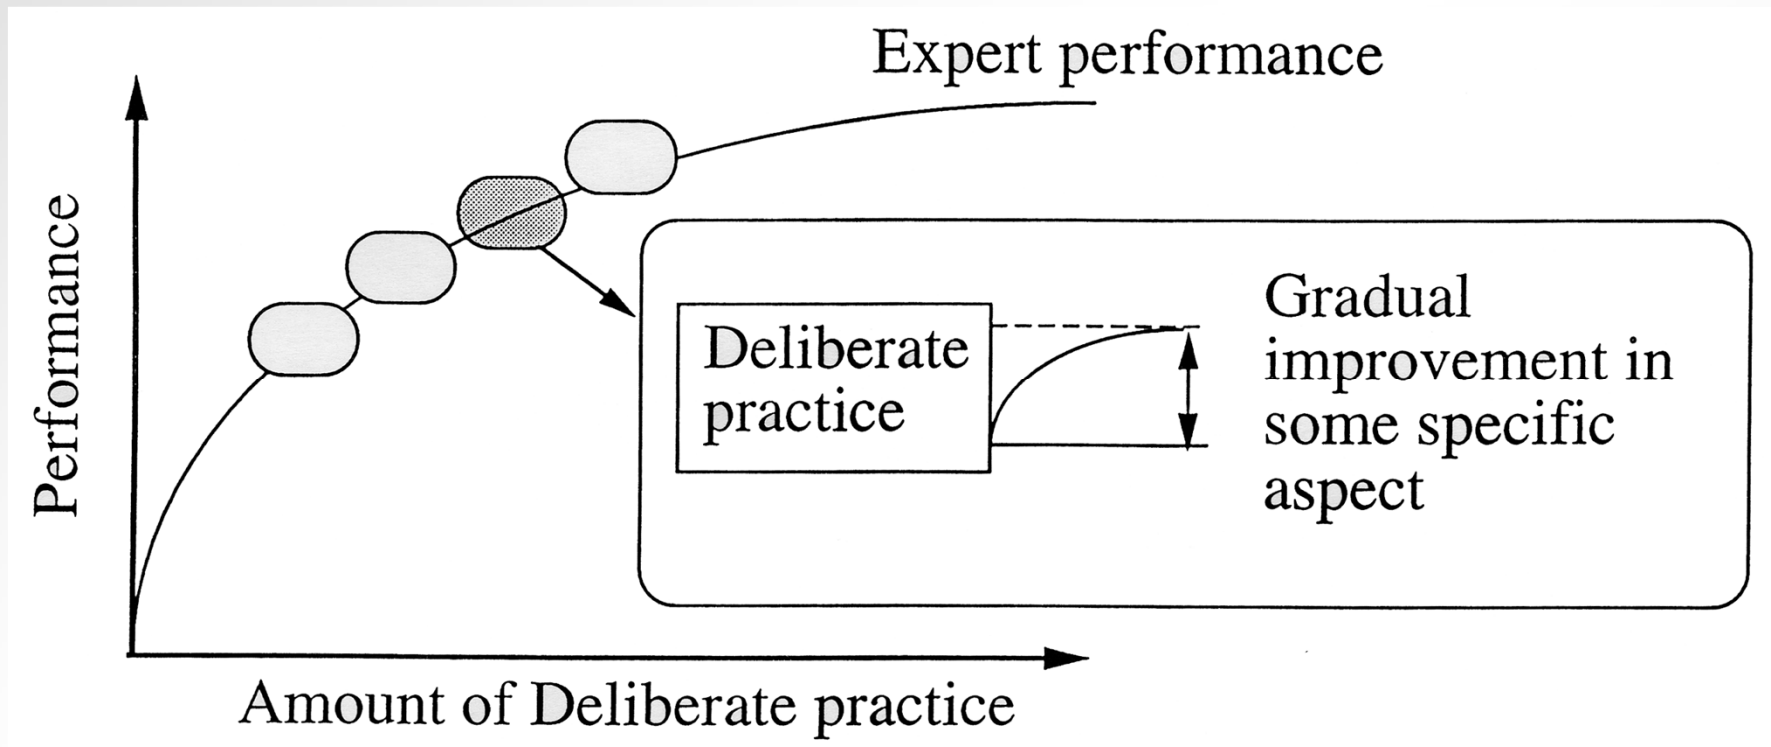 Expert performance
Performance
Deliberate
practice
Gradual
improvement in
some specific
aspect
Amount of Deliberate practice